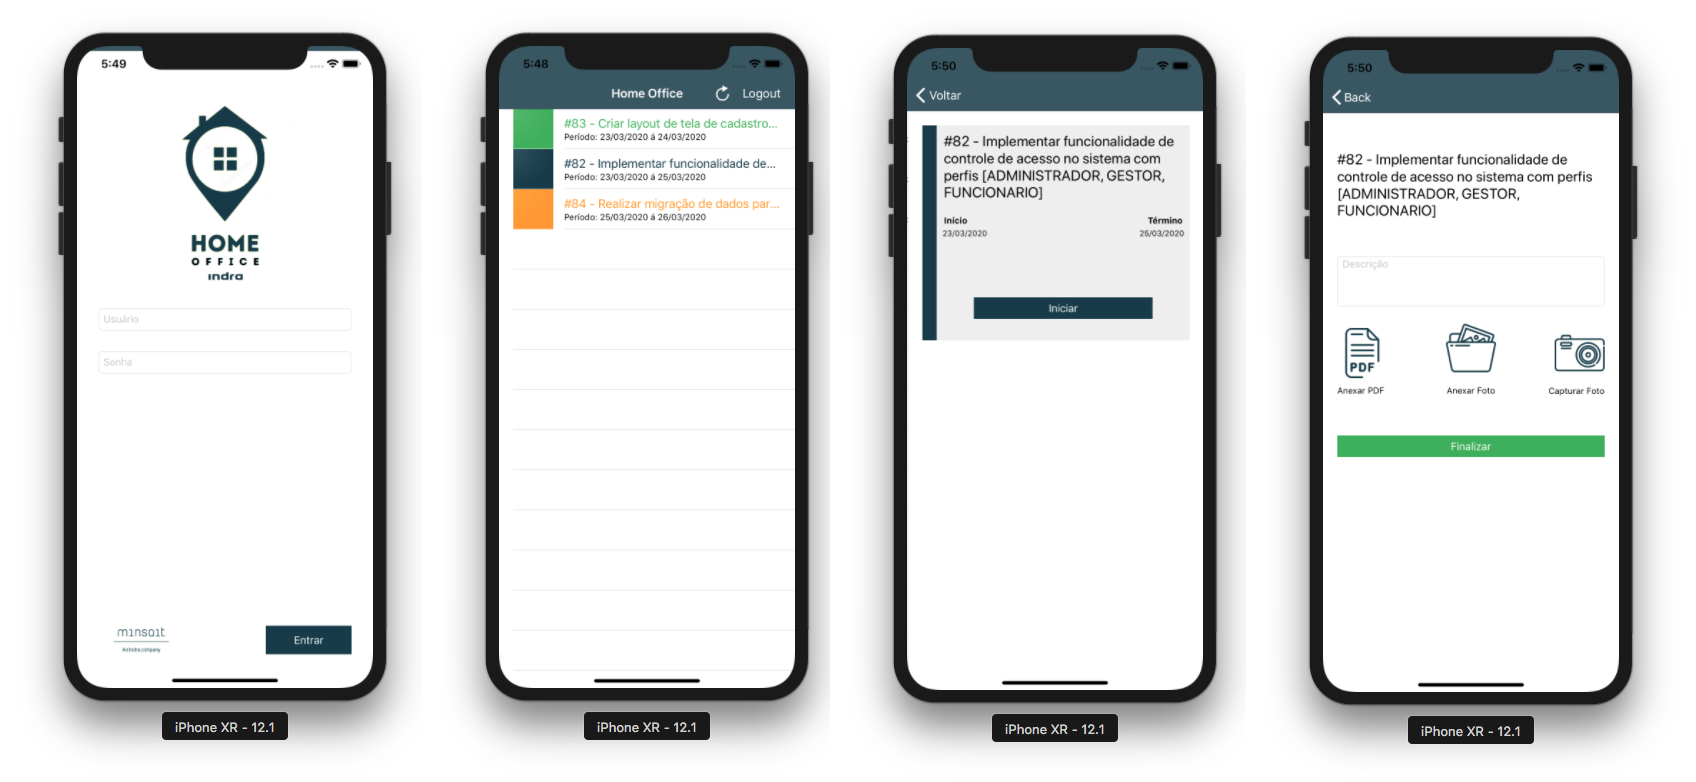 5:49
HOME
OFFICE
indra
Usuário
Senha
minsait
An Indra company
Entrar
iPhone XR - 12.1
5:48
Home Office
Logout
#83 - Criar layout de tela de cadastro...
Período: 23/03/2020 á 24/03/2020
#82 - Implementar funcionalidade de...
Período: 23/03/2020 á 25/03/2020
#84 - Realizar migração de dados par...
Período: 25/03/2020 á 26/03/2020
iPhone XR - 12.1
5:50
Voltar
#82 - Implementar funcionalidade de
controle de acesso no sistema com
perfis [ADMINISTRADOR, GESTOR,
FUNCIONARIO]
Início
Término
23/03/2020
25/03/2020
Iniciar
iPhone XR - 12.1
5:50
Back
#82 - Implementar funcionalidade de
controle de acesso no sistema com perfis
[ADMINISTRADOR, GESTOR,
FUNCIONARIO]
Descrição
PDF
Anexar PDF
Anexar Foto
Capturar Foto
Finalizar
iPhone XR - 12.1